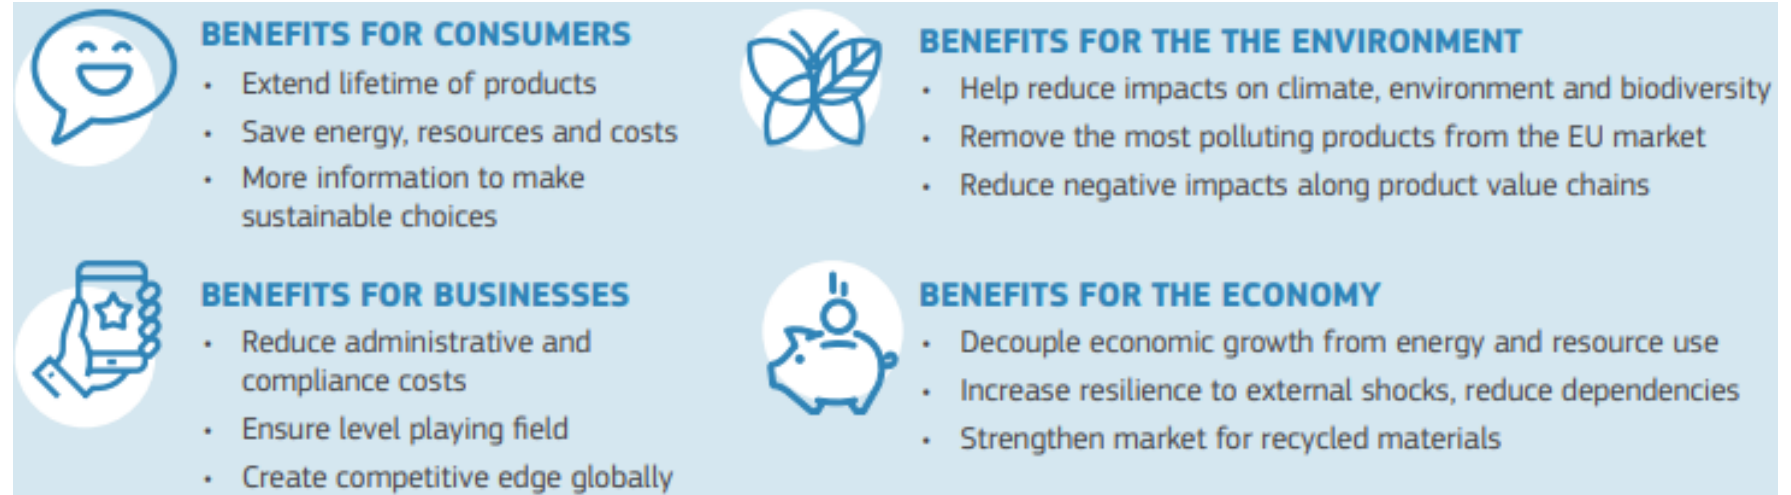 BENEFITS FOR CONSUMERS
• Extend lifetime of products
• Save energy, resources and costs
• More information to make
sustainable choices
BENEFITS FOR THE THE ENVIRONMENT
• Help reduce impacts on climate, environment and biodiversity
• Remove the most polluting products from the EU market
• Reduce negative impacts along product value chains
BENEFITS FOR BUSINESSES
• Reduce administrative and
compliance costs
• Ensure level playing field
• Create competitive edge globally
BENEFITS FOR THE ECONOMY
• Decouple economic growth from energy and resource use
• Increase resilience to external shocks, reduce dependencies
• Strengthen market for recycled materials